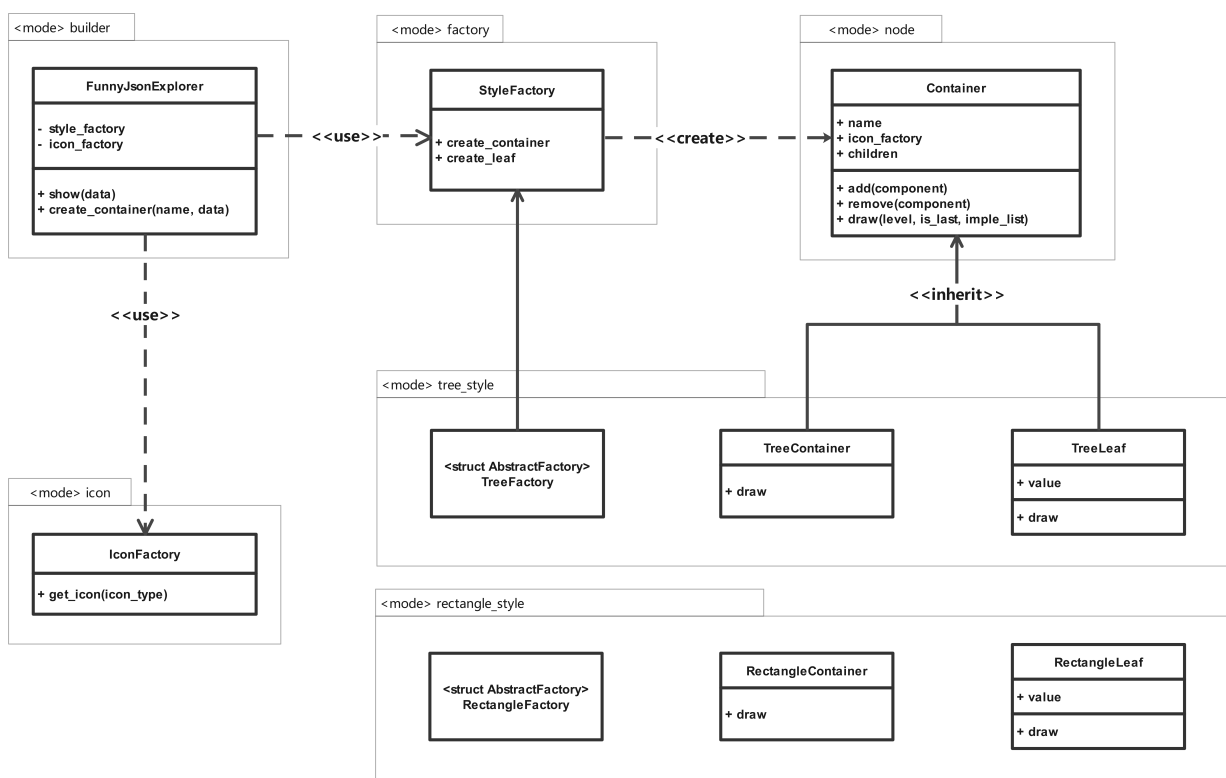 <mode> builder
FunnyJsonExplorer
- style_factory
- icon_factory
+ show(data)
+ create_container(name, data)
<<use>>
<mode> factory
StyleFactory
+ create_container
+ create_leaf
<<create>>
<mode> node
Container
+ name
+ icon_factory
+ children
+ add(component)
+ remove(component)
+ draw(level, is_last, imple_list)
<<inherit>>
<<use>>
<mode> tree_style
<struct AbstractFactory>
TreeFactory
TreeContainer
+ draw
TreeLeaf
+ value
+ draw
<mode> icon
IconFactory
+ get_icon(icon_type)
<mode> rectangle_style
<struct AbstractFactory>
RectangleFactory
RectangleContainer
+ draw
RectangleLeaf
+ value
+ draw